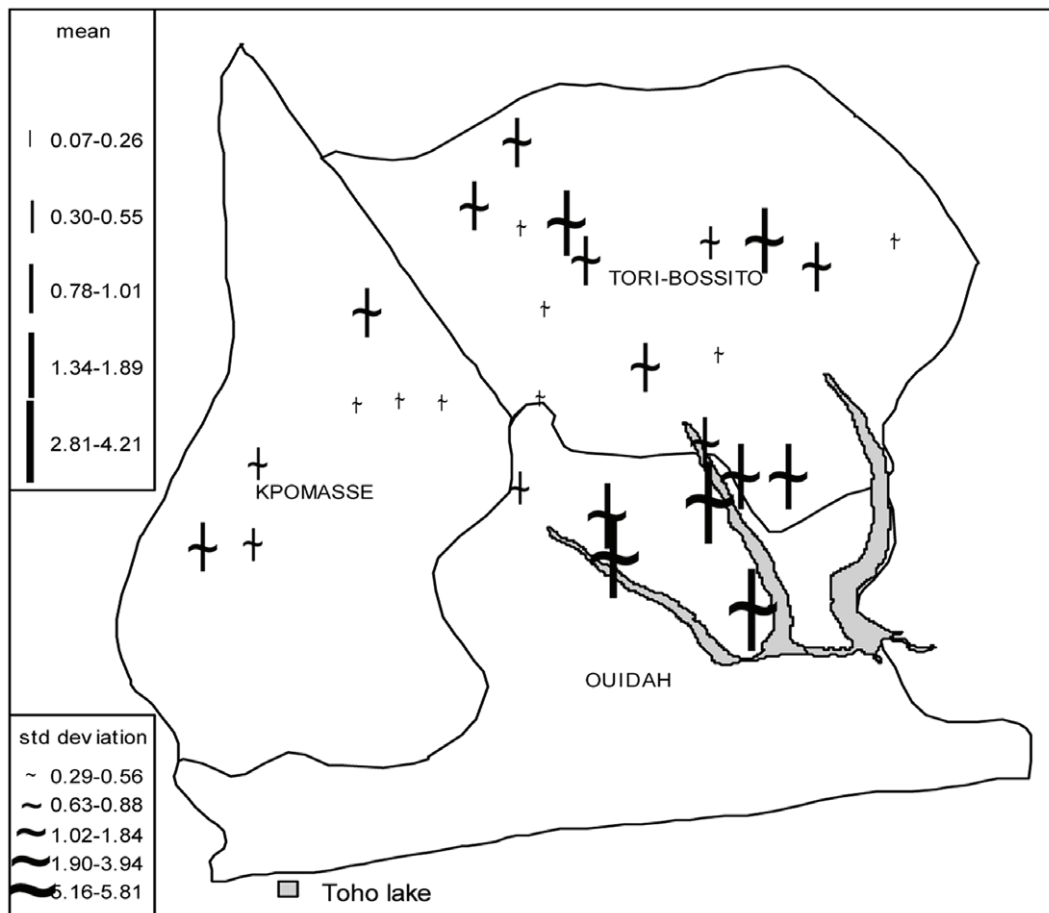 mean
0.07-0.26
0.30-0.55
0.78-1.01
1.34-1.89
2.81-4.21
TORI-BOSSITO
KPOMASSE
OUIDAH
std deviation
0.29-0.56
0.63-0.88
1.02-1.84
1.90-3.94
5.16-5.81
Toho lake